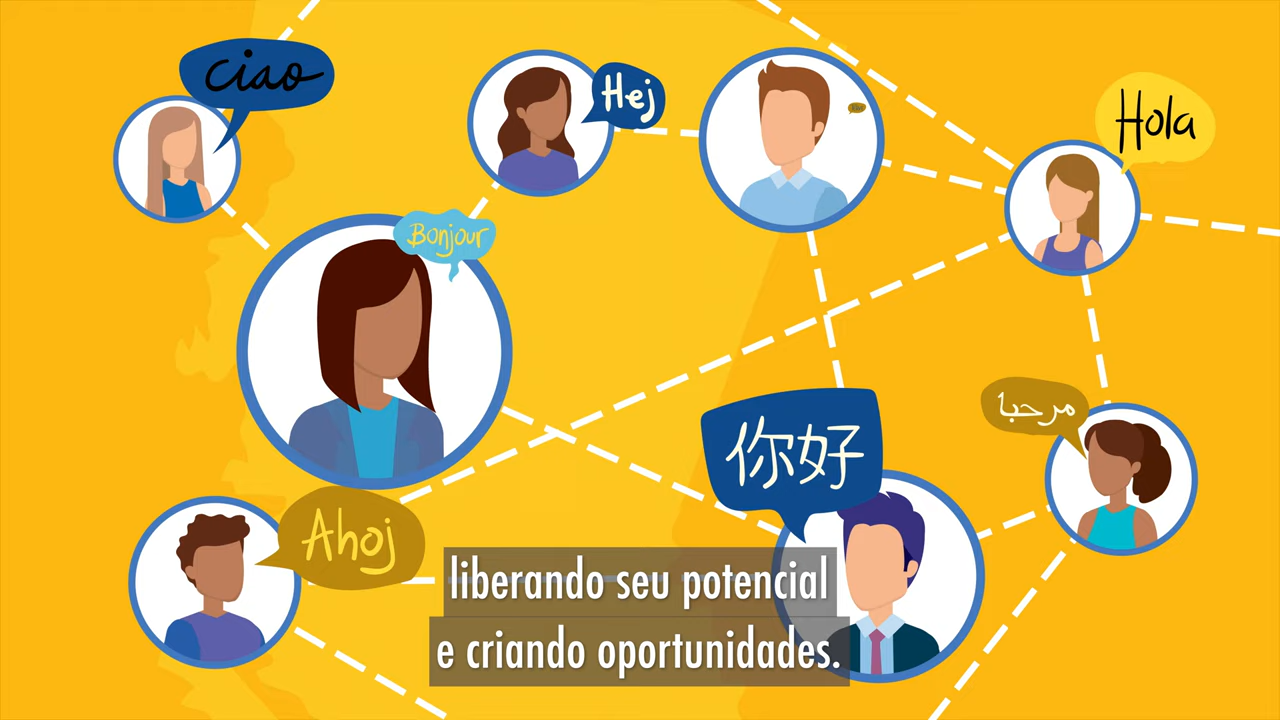 ciao
Hej
Hola
Bonjour
مرحبا
你好
Ahoj
liberando seu potencial
e criando oportunidades.